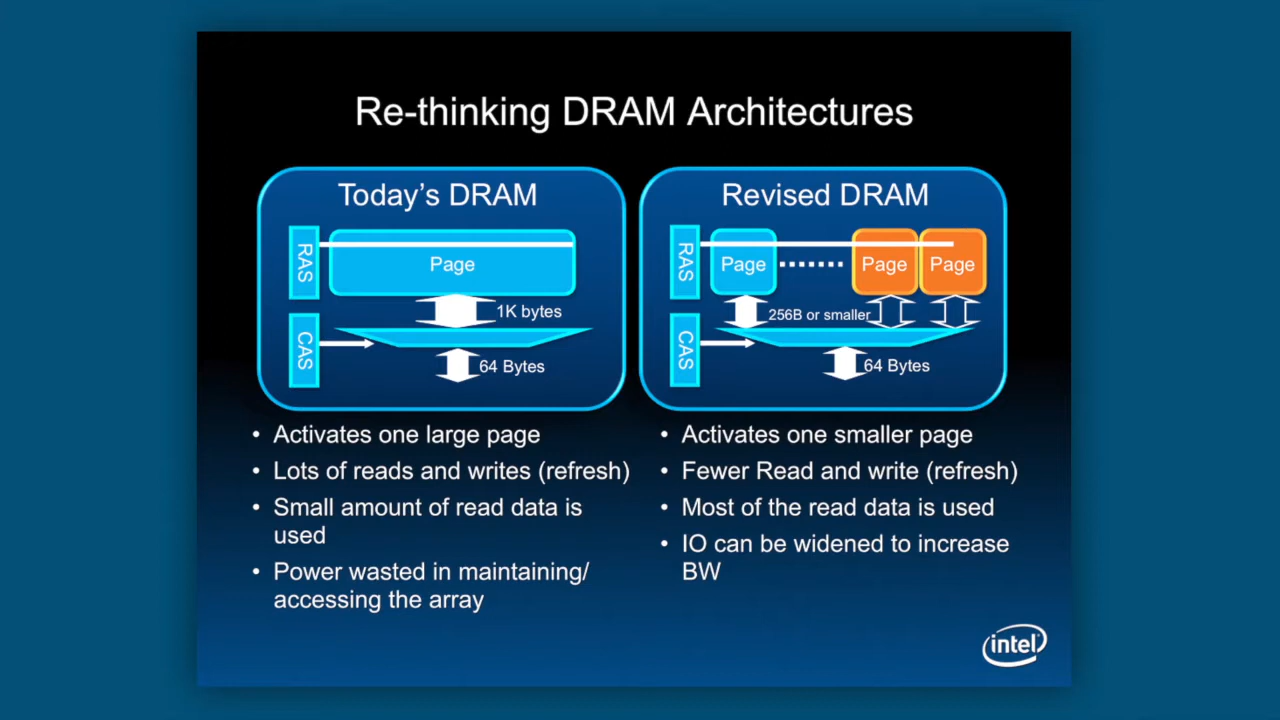 Re-thinking DRAM Architectures
Today's DRAM
RAS
Page
1K bytes
CAS
64 Bytes
Revised DRAM
RAS
Page
Page
Page
256B or smaller
CAS
64 Bytes
• Activates one large page
• Lots of reads and writes (refresh)
• Small amount of read data is
used
• Power wasted in maintaining/
accessing the array
• Activates one smaller page
• Fewer Read and write (refresh)
• Most of the read data is used
• IO can be widened to increase
BW
intel